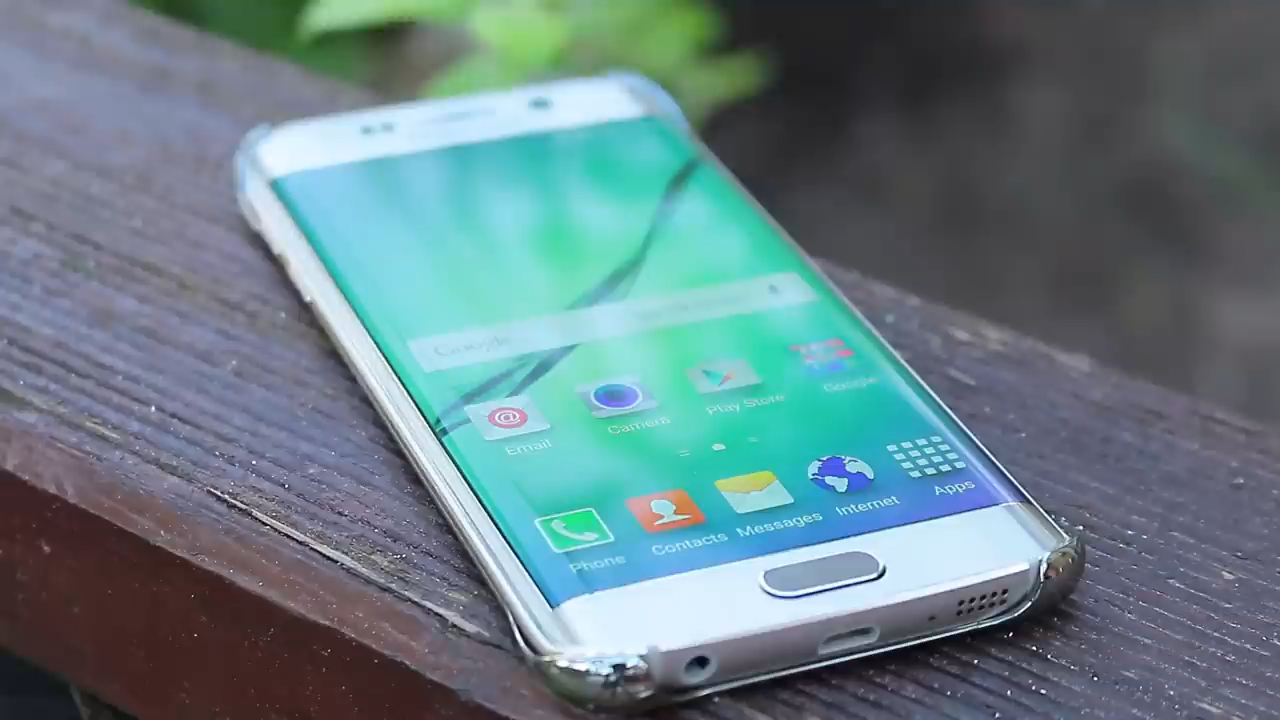 Google
Email
Camera
Play Store
Google
Phone
Contacts
Messages
Internet
Apps